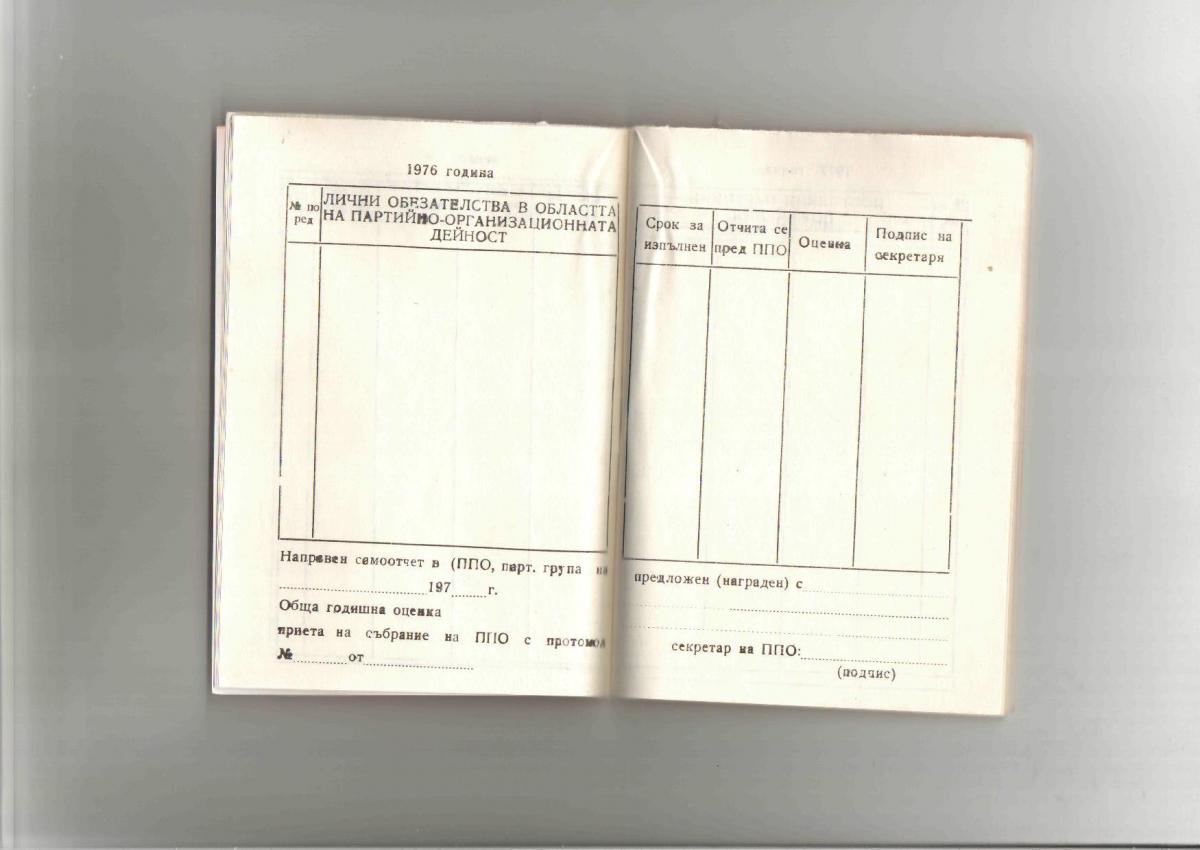 1976 година
№ по
ред
ЛИЧНИ ОБЕЗАТЕЛСТВА В ОБЛАСТТА
НА ПАРТИЙНО-ОРГАНИЗАЦИОННАТА
ДЕЙНОСТ
Направен самоотчет в (ППО, парт. група на
197 г.
Обща годишна оценка
приета на събрание на ППО с протокол
№ от
Срок за
изпълнен
Отчита се
пред ППО
Оценка
Подпис на
секретаря
предложен (награден) с
секретар на ППО:
(подпис)